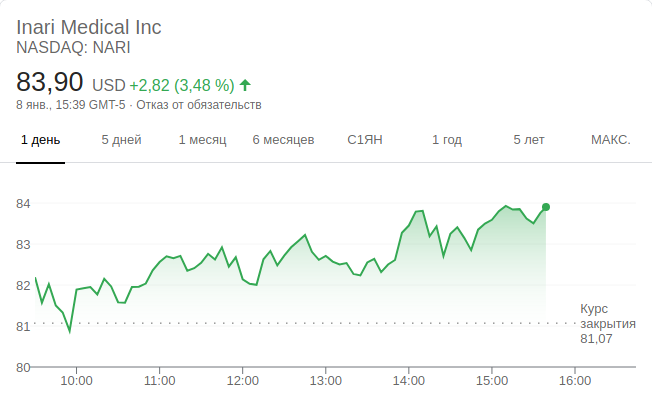 Inari Medical Inc
NASDAQ: NARI
83,90 USD +2,82 (3,48 %)
8 янв., 15:39 GMT-5 · Отказ от обязательств
1 день 5 дней 1 месяц 6 месяцев С1ЯН 1 год 5 лет МАКС.
84
83
82
81
80
Курс
закрытия
81,07
10:00 11:00 12:00 13:00 14:00 15:00 16:00